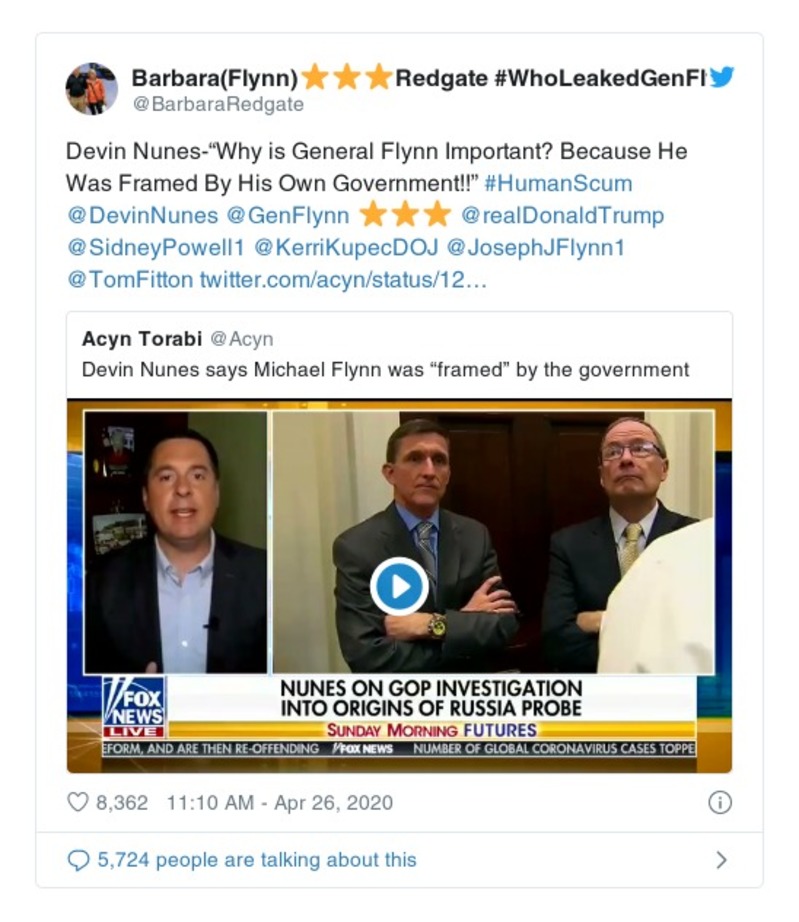 Barbara(Flynn)⭐⭐⭐Redgate #WhoLeakedGenFl
@BarbaraRedgate
Devin Nunes-“Why is General Flynn Important? Because He
Was Framed By His Own Government!!” #HumanScum
@DevinNunes @GenFlynn ⭐⭐⭐ @realDonaldTrump
@SidneyPowell1 @KerriKupecDOJ @JosephJFlynn1
@TomFitton twitter.com/acyn/status/12…
Acyn Torabi @Acyn
Devin Nunes says Michael Flynn was “framed” by the government
FOX
NEWS
LIVE
NUNES ON GOP INVESTIGATION
INTO ORIGINS OF RUSSIA PROBE
SUNDAY MORNING FUTURES
EFORM, AND ARE THEN RE-OFFENDING FOX NEWS NUMBER OF GLOBAL CORONAVIRUS CASES TOPPE
8,362 11:10 AM - Apr 26, 2020
5,724 people are talking about this